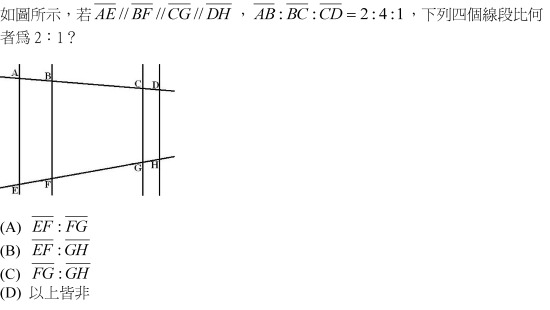 如圖所示，若 $\overline{AE}$ // $\overline{BF}$ // $\overline{CG}$ // $\overline{DH}$ ， $\overline{AB}:\overline{BC}:\overline{CD}=2:4:1$ ，下列四個線段比何
者為 2：1？
A B C D
E F G H
(A) $\overline{EF}:\overline{FG}$
(B) $\overline{EF}:\overline{GH}$
(C) $\overline{FG}:\overline{GH}$
(D) 以上皆非